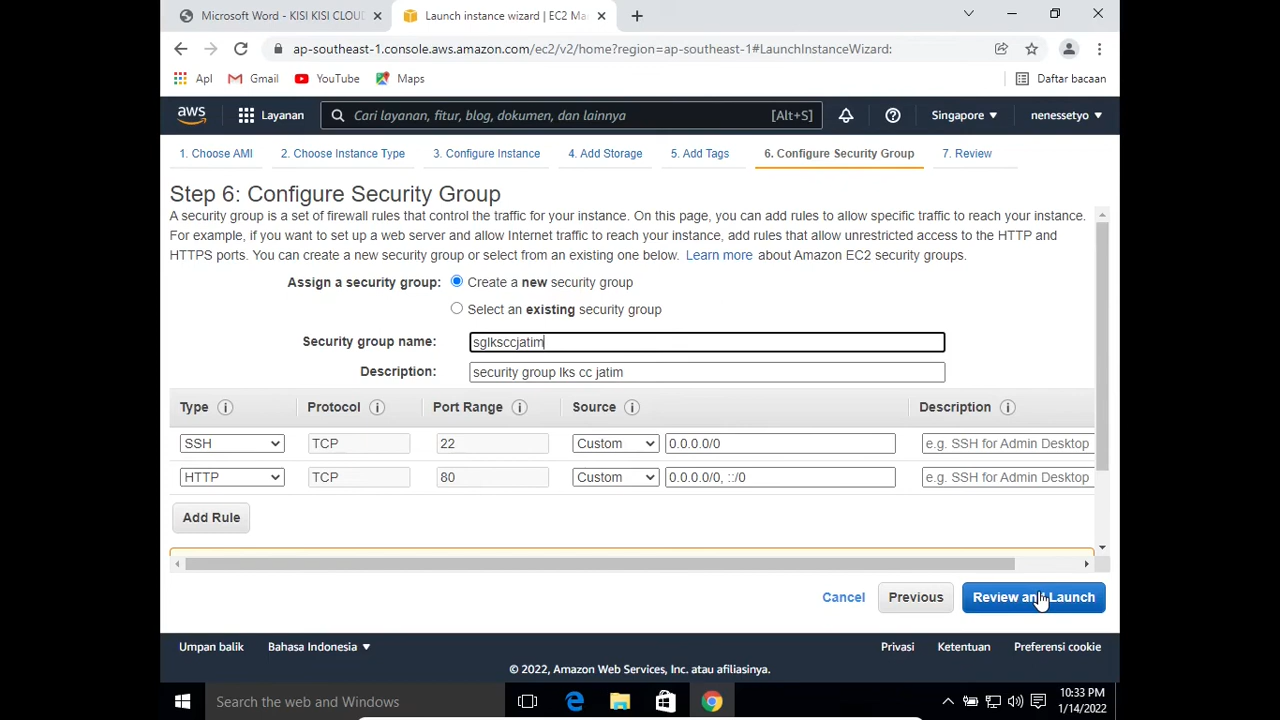 Microsoft Word - KISI KISI CLOUD
Launch instance wizard | EC2 Ma
ap-southeast-1.console.aws.amazon.com/ec2/v2/home?region=ap-southeast-1#LaunchInstanceWizard:
Apl
Gmail
YouTube
Maps
Daftar bacaan
aws
Layanan
Cari layanan, fitur, blog, dokumen, dan lainnya
[Alt+S]
Singapore
nenessetyo
1. Choose AMI
2. Choose Instance Type
3. Configure Instance
4. Add Storage
5. Add Tags
6. Configure Security Group
7. Review
Step 6: Configure Security Group
A security group is a set of firewall rules that control the traffic for your instance. On this page, you can add rules to allow specific traffic to reach your instance.
For example, if you want to set up a web server and allow Internet traffic to reach your instance, add rules that allow unrestricted access to the HTTP and
HTTPS ports. You can create a new security group or select from an existing one below. Learn more about Amazon EC2 security groups.
Assign a security group:
Create a new security group
Select an existing security group
Security group name:
sglksccjatim
Description:
security group lks cc jatim
Type
Protocol
Port Range
Source
Description
SSH
TCP
22
Custom
0.0.0.0/0
e.g. SSH for Admin Desktop
HTTP
TCP
80
Custom
0.0.0.0/0, ::/0
e.g. SSH for Admin Desktop
Add Rule
Cancel
Previous
Review and Launch
Umpan balik
Bahasa Indonesia
Privasi
Ketentuan
Preferensi cookie
© 2022, Amazon Web Services, Inc. atau afiliasinya.
Search the web and Windows
10:33 PM
1/14/2022